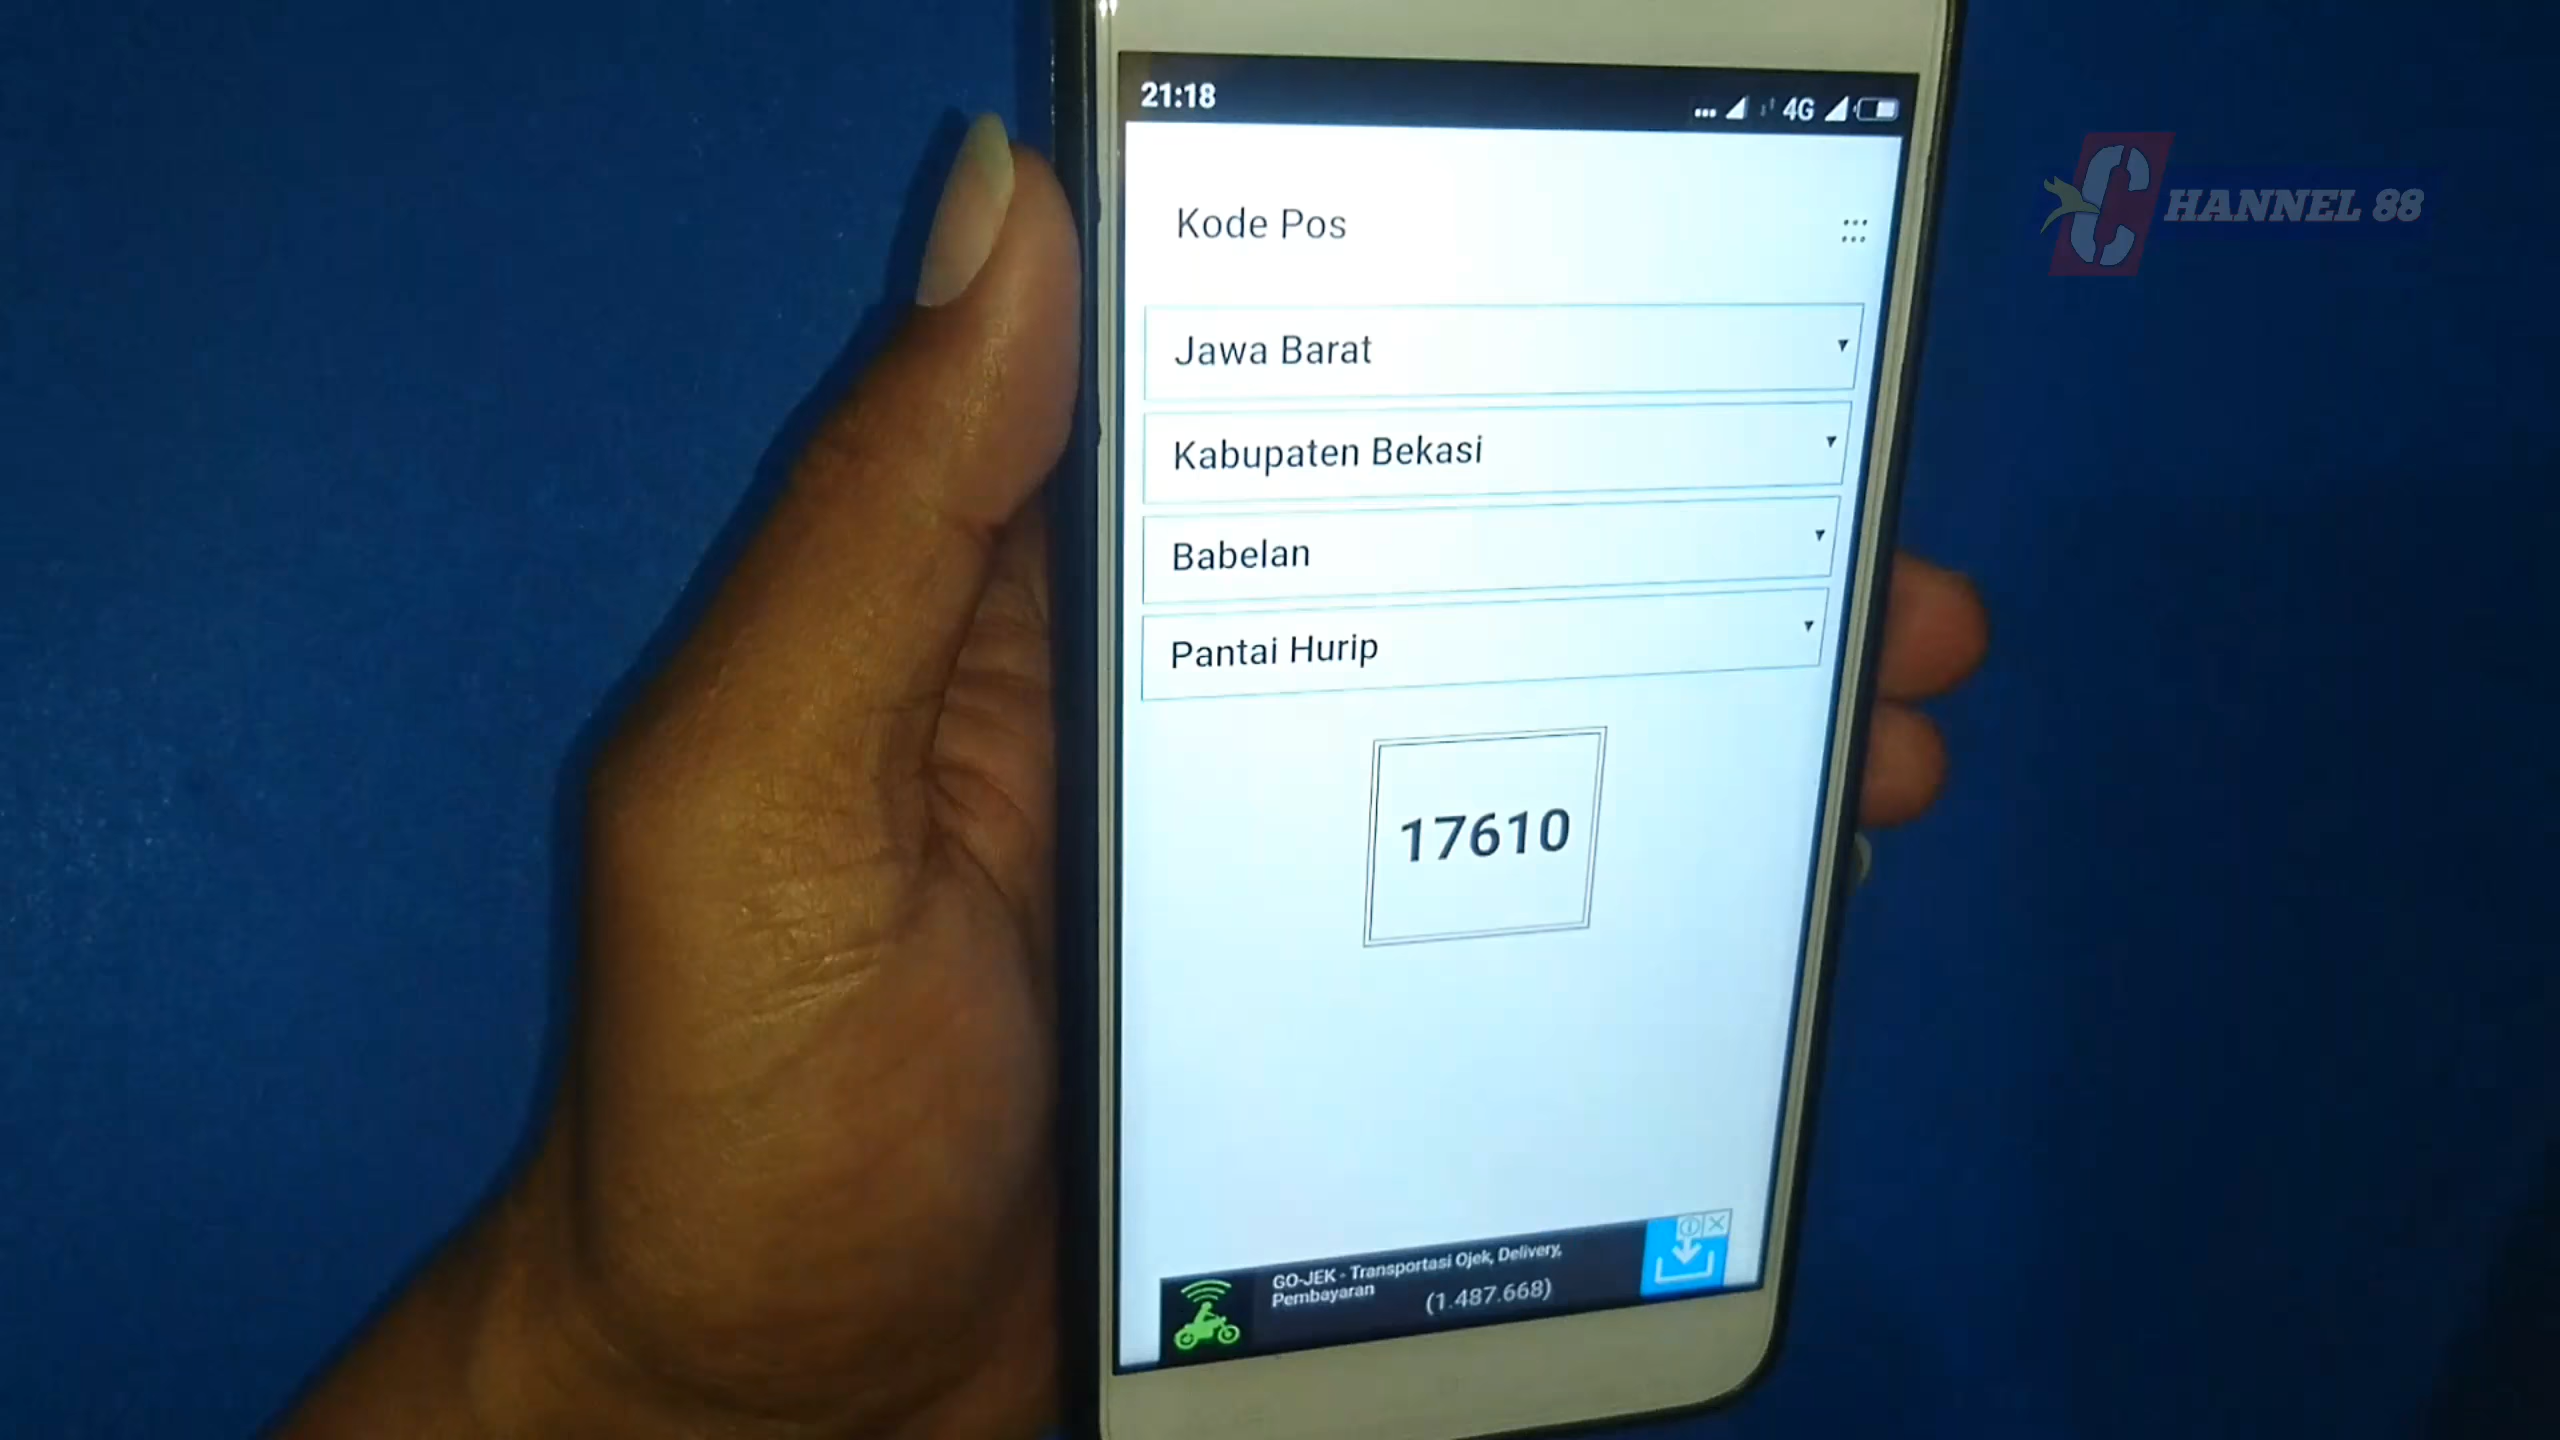 21:18
4G
CHANNEL 88
Kode Pos
Jawa Barat
Kabupaten Bekasi
Babelan
Pantai Hurip
17610
GO-JEK - Transportasi Ojek, Delivery,
Pembayaran
(1.487.668)